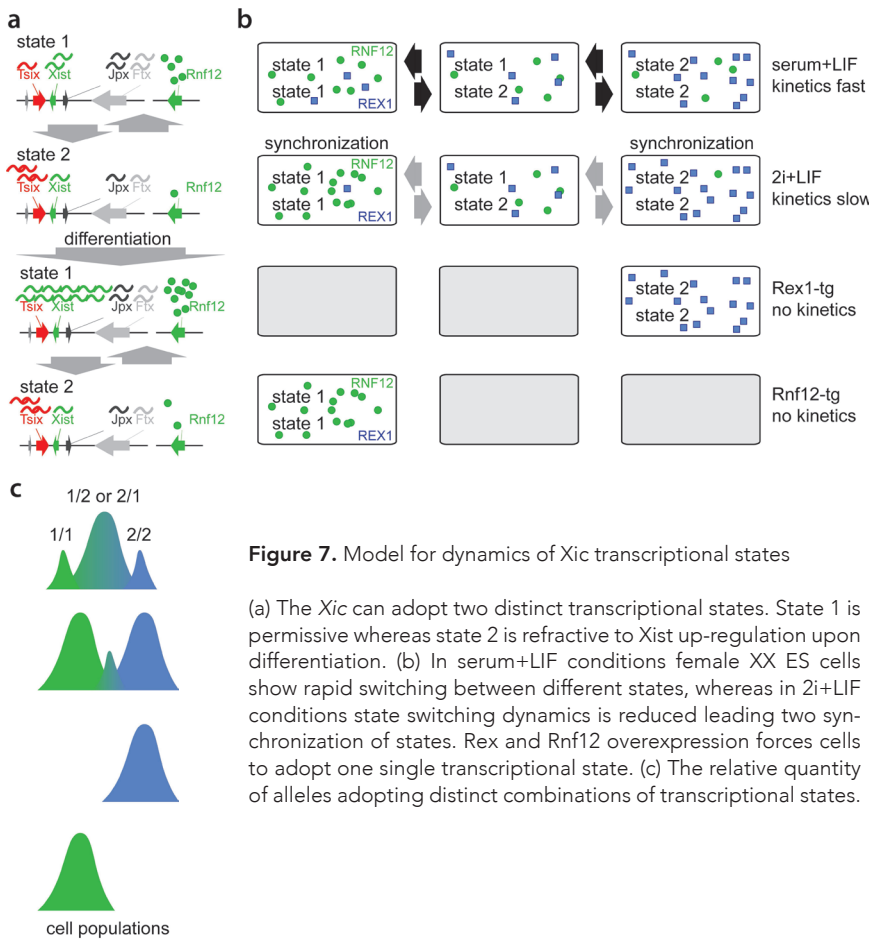 a
state 1
Tsix Xist Jpx Ftx Rnf12
state 2
Tsix Xist Jpx Ftx Rnf12
differentiation
state 1
Tsix Xist Jpx Ftx Rnf12
state 2
Tsix Xist Jpx Ftx Rnf12
b
RNF12
state 1
state 1
REX1
state 1
state 2
state 2
state 2
serum+LIF
kinetics fast
synchronization
synchronization
RNF12
state 1
state 1
REX1
state 1
state 2
state 2
state 2
2i+LIF
kinetics slow
state 2
state 2
Rex1-tg
no kinetics
RNF12
state 1
state 1
REX1
Rnf12-tg
no kinetics
c
1/2 or 2/1
1/1 2/2
cell populations
Figure 7. Model for dynamics of Xic transcriptional states
(a) The Xic can adopt two distinct transcriptional states. State 1 is
permissive whereas state 2 is refractive to Xist up-regulation upon
differentiation. (b) In serum+LIF conditions female XX ES cells
show rapid switching between different states, whereas in 2i+LIF
conditions state switching dynamics is reduced leading two syn-
chronization of states. Rex and Rnf12 overexpression forces cells
to adopt one single transcriptional state. (c) The relative quantity
of alleles adopting distinct combinations of transcriptional states.